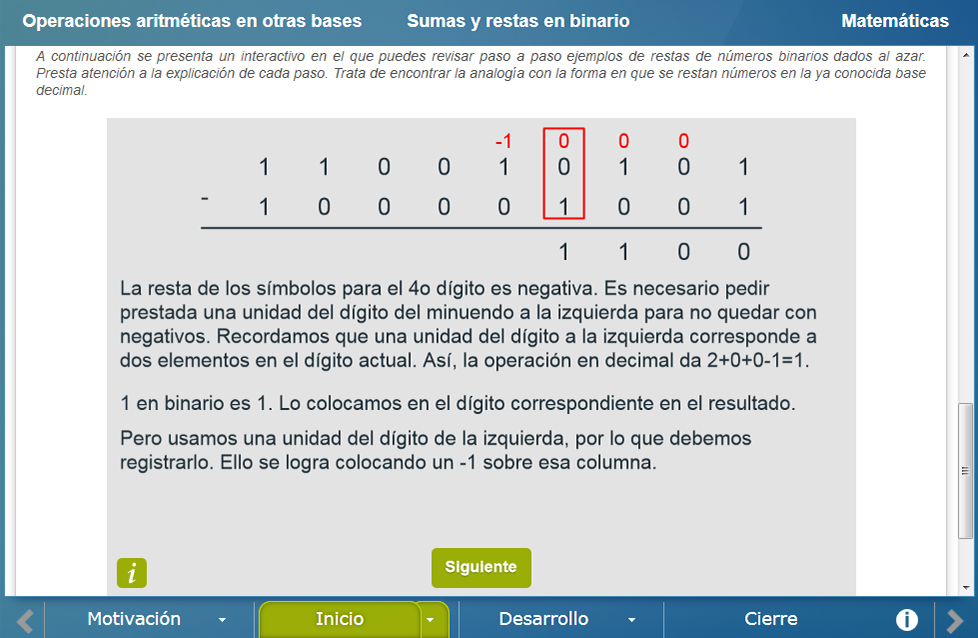 Operaciones aritméticas en otras bases Sumas y restas en binario Matemáticas
A continuación se presenta un interactivo en el que puedes revisar paso a paso ejemplos de restas de números binarios dados al azar.
Presta atención a la explicación de cada paso. Trata de encontrar la analogía con la forma en que se restan números en la ya conocida base
decimal.
-1 0 0 0
1 1 0 0 1 0 1 0 1
- 1 0 0 0 0 1 0 0 1
1 1 0 0
La resta de los símbolos para el 4o dígito es negativa. Es necesario pedir
prestada una unidad del dígito del minuendo a la izquierda para no quedar con
negativos. Recordamos que una unidad del dígito a la izquierda corresponde a
dos elementos en el dígito actual. Así, la operación en decimal da 2+0+0-1=1.
1 en binario es 1. Lo colocamos en el dígito correspondiente en el resultado.
Pero usamos una unidad del dígito de la izquierda, por lo que debemos
registrarlo. Ello se logra colocando un -1 sobre esa columna.
i Siguiente
Motivación Inicio Desarrollo Cierre i